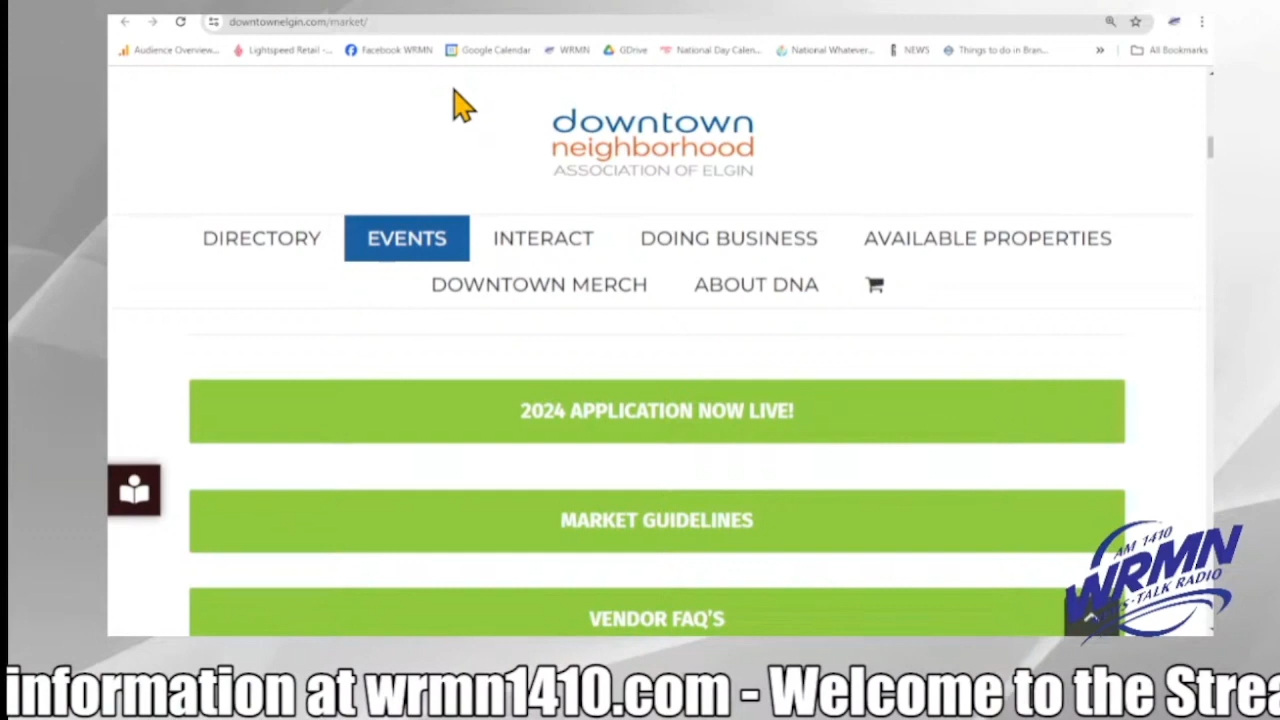 downtownelgin.com/market/
Audience Overview... Lightspeed Retail -... Facebook WRMN Google Calendar WRMN GDrive National Day Calen... National Whatever... NEWS Things to do in Bran... » All Bookmarks
downtown
neighborhood
ASSOCIATION OF ELGIN
DIRECTORY EVENTS INTERACT DOING BUSINESS AVAILABLE PROPERTIES
DOWNTOWN MERCH ABOUT DNA
2024 APPLICATION NOW LIVE!
MARKET GUIDELINES
VENDOR FAQ'S
AM 1410
WRMN
TALK RADIO
information at wrmn1410.com - Welcome to the Strea